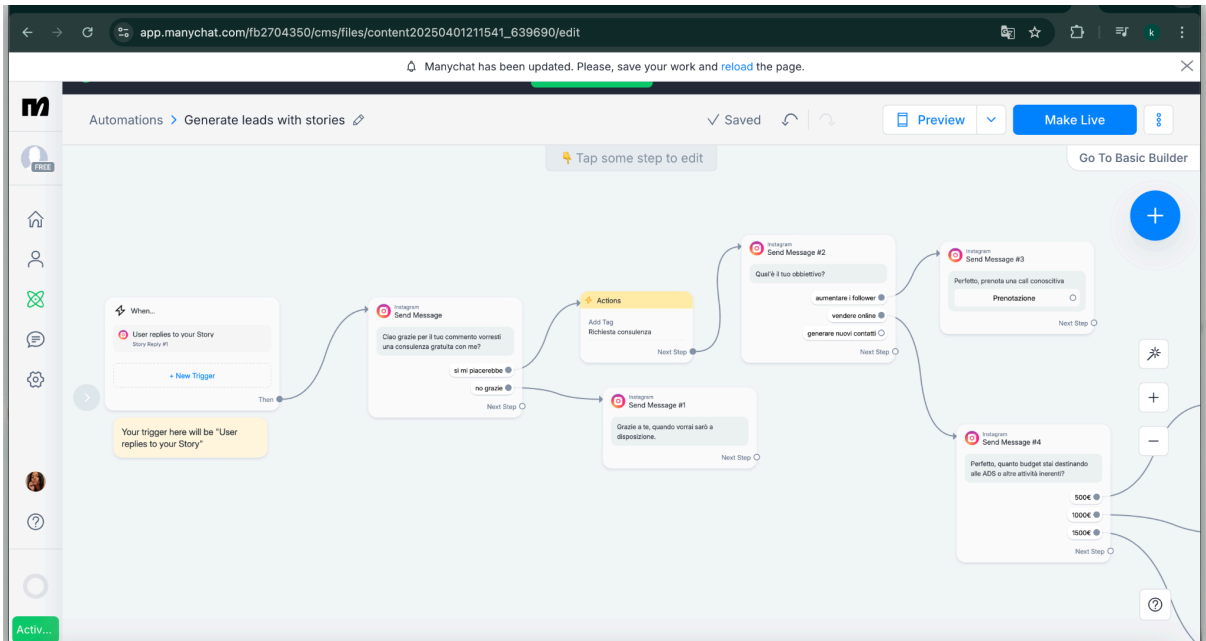 app.manychat.com/fb2704350/cms/files/content20250401211541_639690/edit
k
Manychat has been updated. Please, save your work and reload the page.
Automations > Generate leads with stories
Saved
Preview
Make Live
FREE
👇 Tap some step to edit
Go To Basic Builder
When...
User replies to your Story
Story Reply #1
+ New Trigger
Then
Your trigger here will be "User
replies to your Story"
Instagram
Send Message
Ciao grazie per il tuo commento vorresti
una consulenza gratuita con me?
si mi piacerebbe
no grazie
Next Step
Actions
Add Tag
Richiesta consulenza
Next Step
Instagram
Send Message #1
Grazie a te, quando vorrai sarò a
disposizione.
Next Step
Instagram
Send Message #2
Qual'è il tuo obbiettivo?
aumentare i follower
vendere online
generare nuovi contatti
Next Step
Instagram
Send Message #3
Perfetto, prenota una call conoscitiva
Prenotazione
Next Step
Instagram
Send Message #4
Perfetto, quanto budget stai destinando
alle ADS o altre attività inerenti?
500€
1000€
1500€
Next Step
Activ...